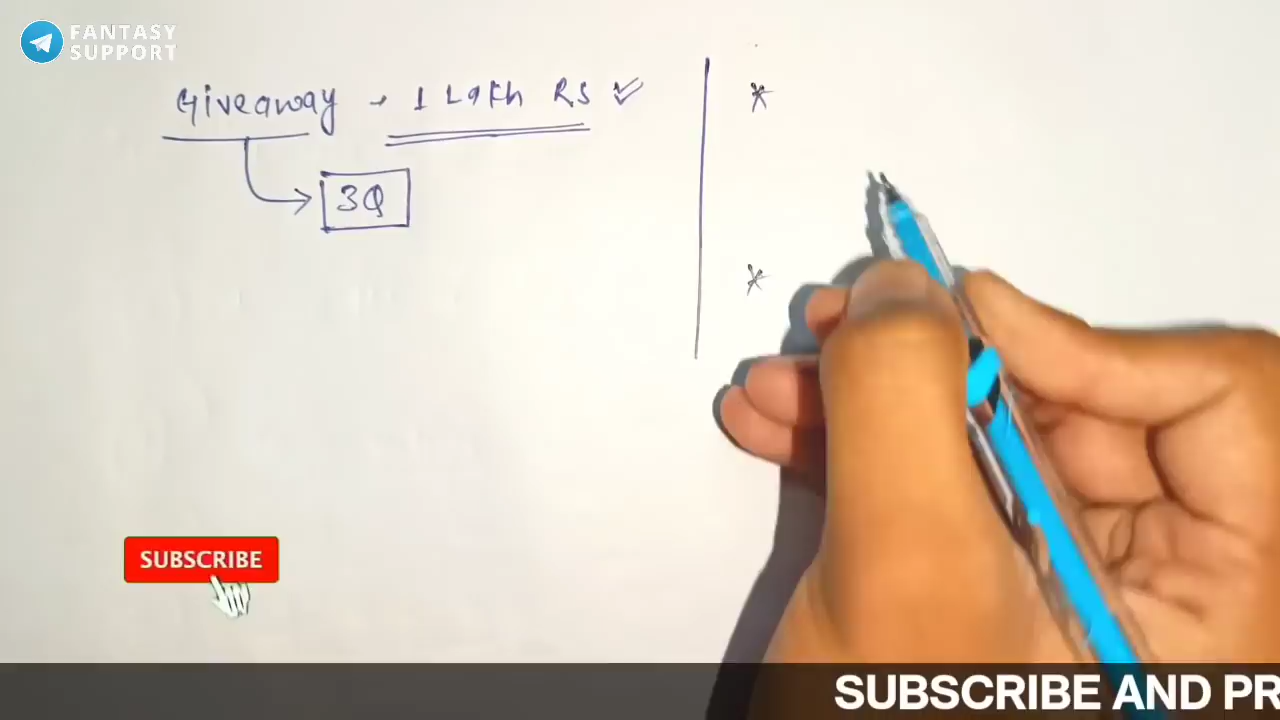 FANTASY
SUPPORT
Giveaway → 1 Lakh RS
3Q
*
*
SUBSCRIBE
SUBSCRIBE AND PR